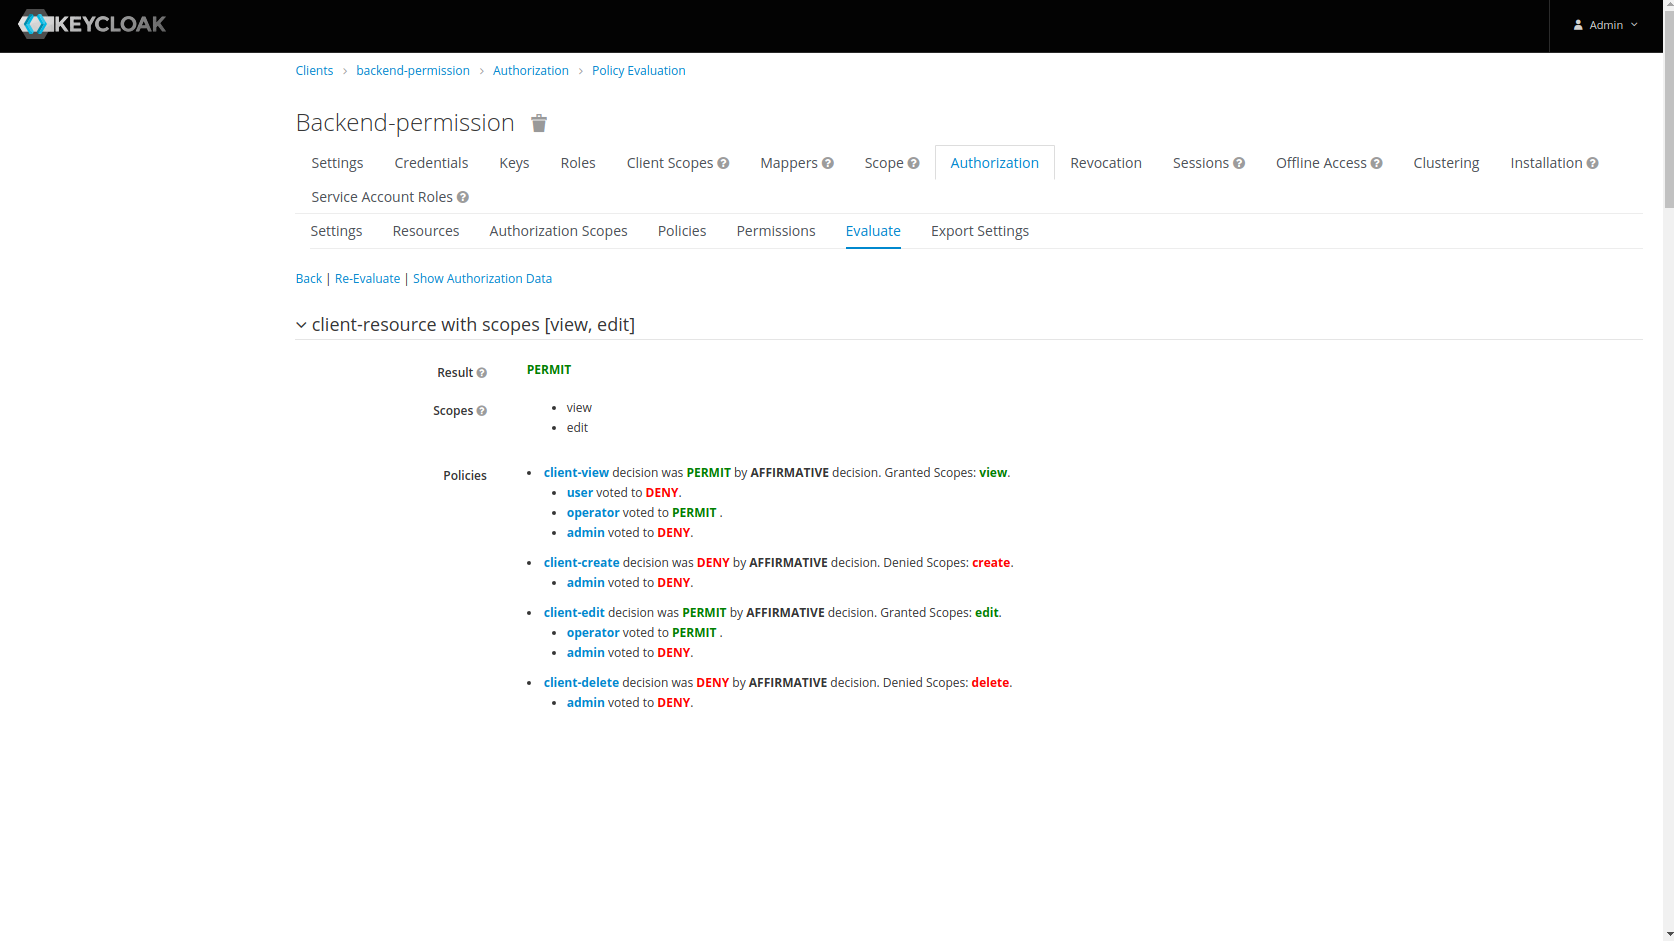 KEYCLOAK
Admin
Clients › backend-permission › Authorization › Policy Evaluation
Backend-permission
Settings Credentials Keys Roles Client Scopes Mappers Scope Authorization Revocation Sessions Offline Access Clustering Installation
Service Account Roles
Settings Resources Authorization Scopes Policies Permissions Evaluate Export Settings
Back | Re-Evaluate | Show Authorization Data
client-resource with scopes [view, edit]
Result PERMIT
Scopes • view
• edit
Policies • client-view decision was PERMIT by AFFIRMATIVE decision. Granted Scopes: view.
• user voted to DENY.
• operator voted to PERMIT .
• admin voted to DENY.
• client-create decision was DENY by AFFIRMATIVE decision. Denied Scopes: create.
• admin voted to DENY.
• client-edit decision was PERMIT by AFFIRMATIVE decision. Granted Scopes: edit.
• operator voted to PERMIT .
• admin voted to DENY.
• client-delete decision was DENY by AFFIRMATIVE decision. Denied Scopes: delete.
• admin voted to DENY.